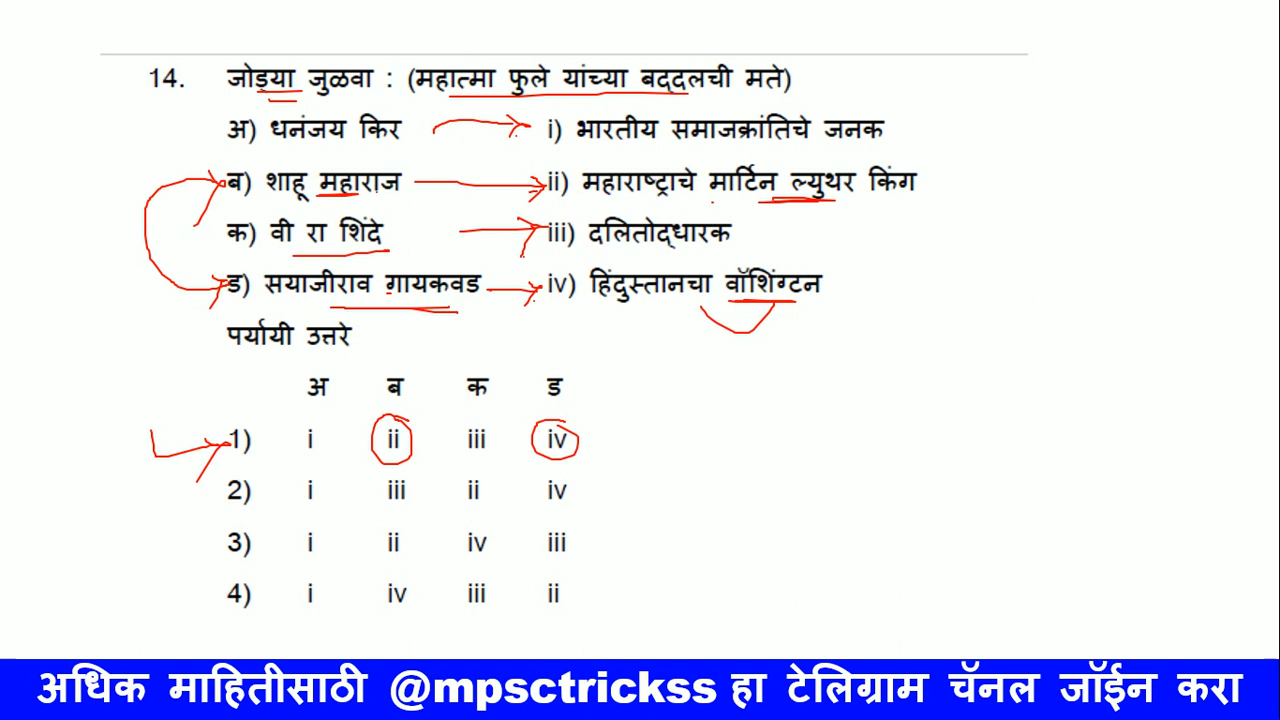 14. जोड्या जुळवा : (महात्मा फुले यांच्या बद्दलची मते)
अ) धनंजय किर i) भारतीय समाजक्रांतिचे जनक
ब) शाहू महाराज ii) महाराष्ट्राचे मार्टिन ल्युथर किंग
क) वी रा शिंदे iii) दलितोद्धारक
ड) सयाजीराव गायकवड iv) हिंदुस्तानचा वॉशिंग्टन
पर्यायी उत्तरे
अ ब क ड
1) i ii iii iv
2) i iii ii iv
3) i ii iv iii
4) i iv iii ii
अधिक माहितीसाठी @mpsctrickss हा टेलिग्राम चॅनल जॉईन करा